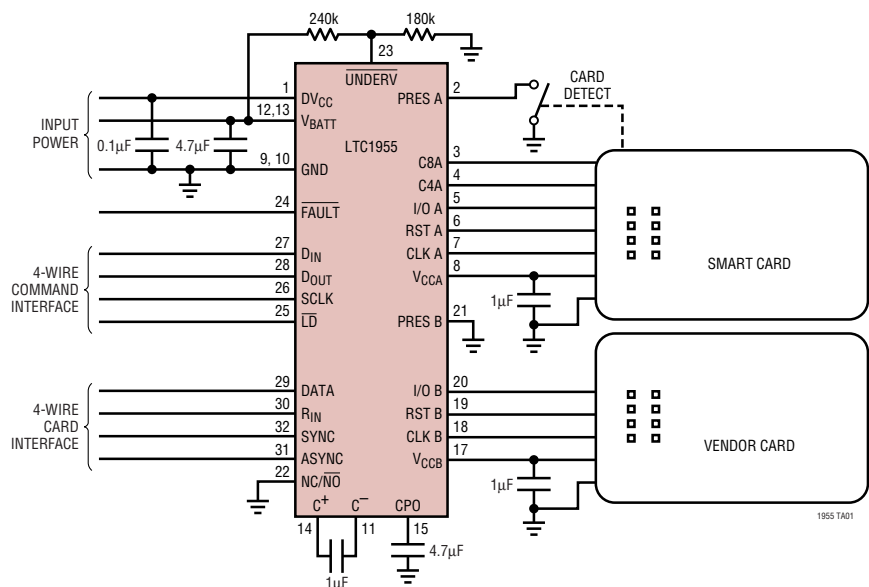 240k
180k
23
UNDERV
1
DVCC
PRES A
2
CARD
DETECT
12,13
VBATT
INPUT
POWER
0.1µF
4.7µF
LTC1955
9, 10
GND
C8A
3
C4A
4
I/O A
5
RST A
6
CLK A
7
VCCA
8
SMART CARD
1µF
24
FAULT
27
DIN
28
DOUT
26
SCLK
25
LD
4-WIRE
COMMAND
INTERFACE
PRES B
21
29
DATA
30
RIN
32
SYNC
31
ASYNC
22
NC/NO
4-WIRE
CARD
INTERFACE
I/O B
20
RST B
19
CLK B
18
VCCB
17
VENDOR CARD
1µF
C+
C–
CPO
14
11
15
1µF
4.7µF
1955 TA01